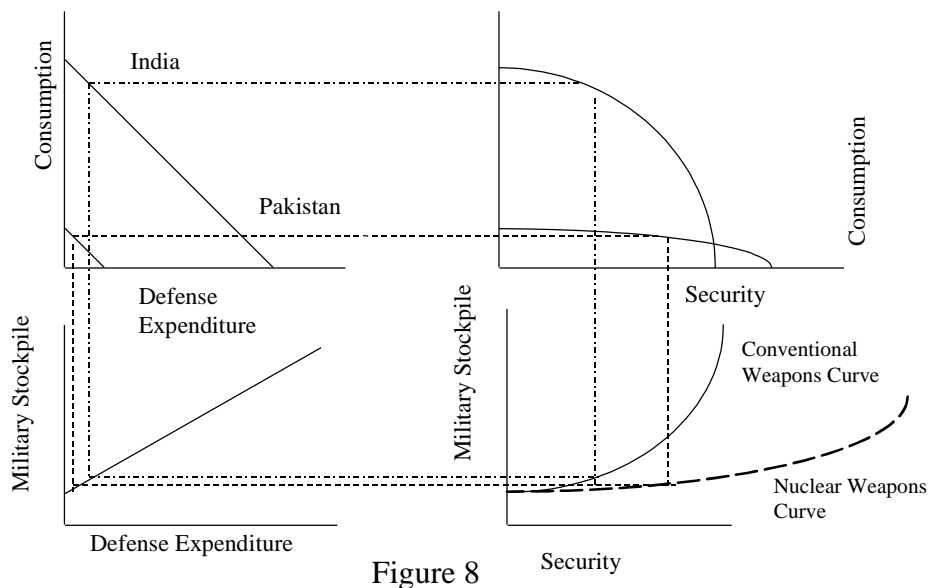 India
Consumption
Pakistan
Defense
Expenditure
Consumption
Security
Military Stockpile
Defense Expenditure
Military Stockpile
Conventional
Weapons Curve
Nuclear Weapons
Curve
Security
Figure 8